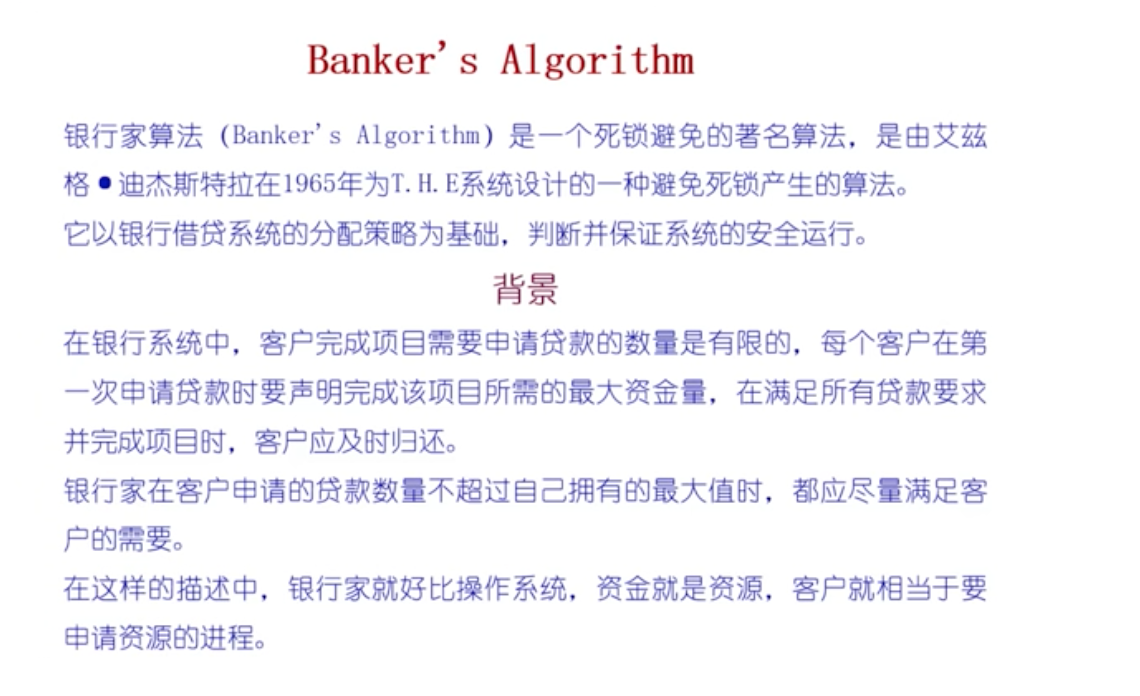 Banker's Algorithm
银行家算法（Banker's Algorithm）是一个死锁避免的著名算法，是由艾兹
格•迪杰斯特拉在1965年为T.H.E系统设计的一种避免死锁产生的算法。
它以银行借贷系统的分配策略为基础，判断并保证系统的安全运行。
背景
在银行系统中，客户完成项目需要申请贷款的数量是有限的，每个客户在第
一次申请贷款时要声明完成该项目所需的最大资金量，在满足所有贷款要求
并完成项目时，客户应及时归还。
银行家在客户申请的贷款数量不超过自己拥有的最大值时，都应尽量满足客
户的需要。
在这样的描述中，银行家就好比操作系统，资金就是资源，客户就相当于要
申请资源的进程。